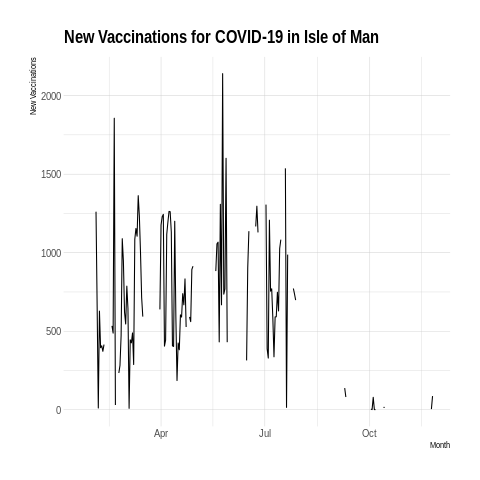 New Vaccinations for COVID-19 in Isle of Man
New Vaccinations
2000
1500
1000
500
0
Apr
Jul
Oct
Month